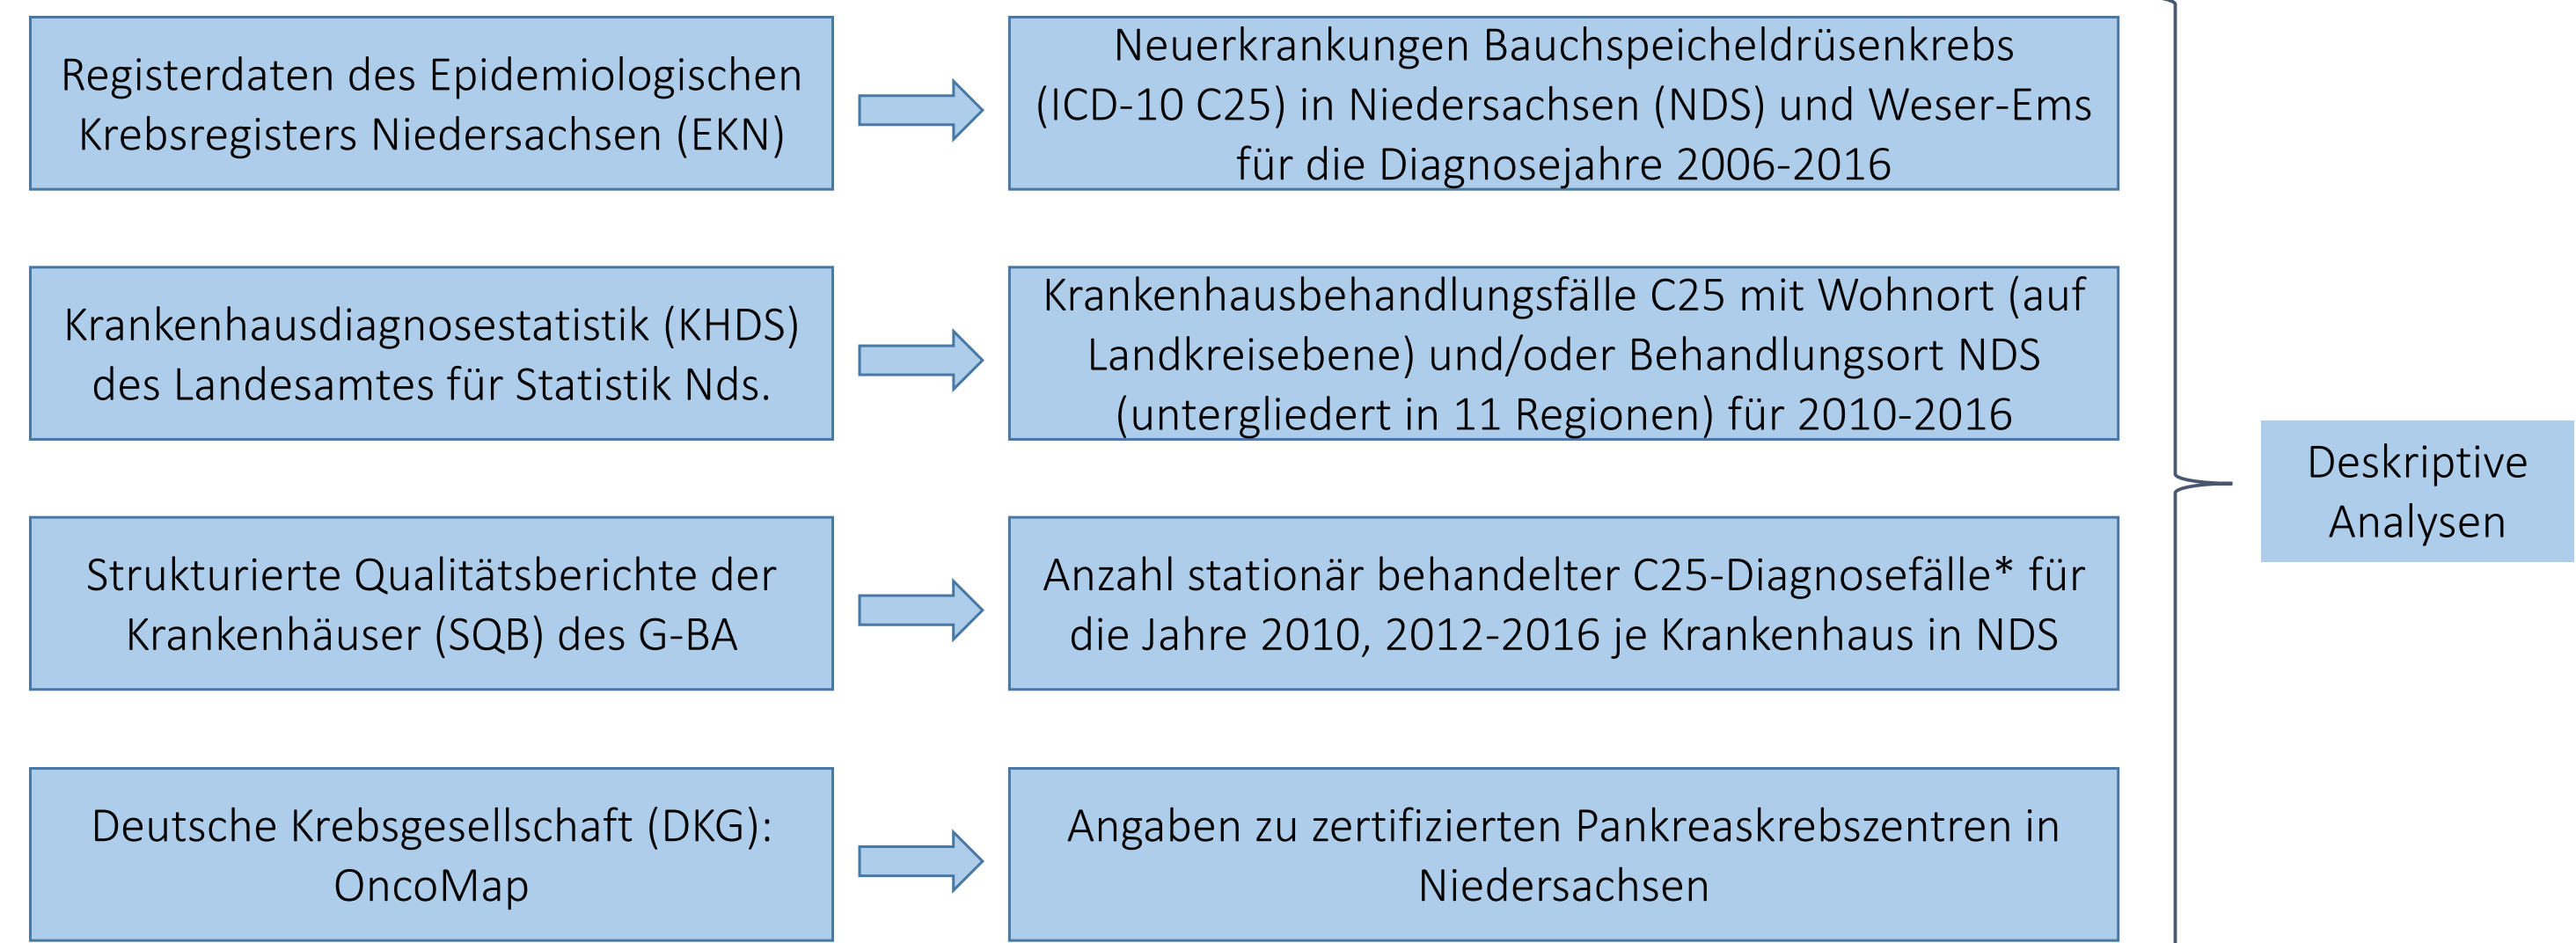 Registerdaten des Epidemiologischen
Krebsregisters Niedersachsen (EKN)
Neuerkrankungen Bauchspeicheldrüsenkrebs
(ICD-10 C25) in Niedersachsen (NDS) und Weser-Ems
für die Diagnosejahre 2006-2016
Krankenhausdiagnosestatistik (KHDS)
des Landesamtes für Statistik Nds.
Krankenhausbehandlungsfälle C25 mit Wohnort (auf
Landkreisebene) und/oder Behandlungsort NDS
(untergliedert in 11 Regionen) für 2010-2016
Strukturierte Qualitätsberichte der
Krankenhäuser (SQB) des G-BA
Anzahl stationär behandelter C25-Diagnosefälle* für
die Jahre 2010, 2012-2016 je Krankenhaus in NDS
Deutsche Krebsgesellschaft (DKG):
OncoMap
Angaben zu zertifizierten Pankreaskrebszentren in
Niedersachsen
Deskriptive
Analysen